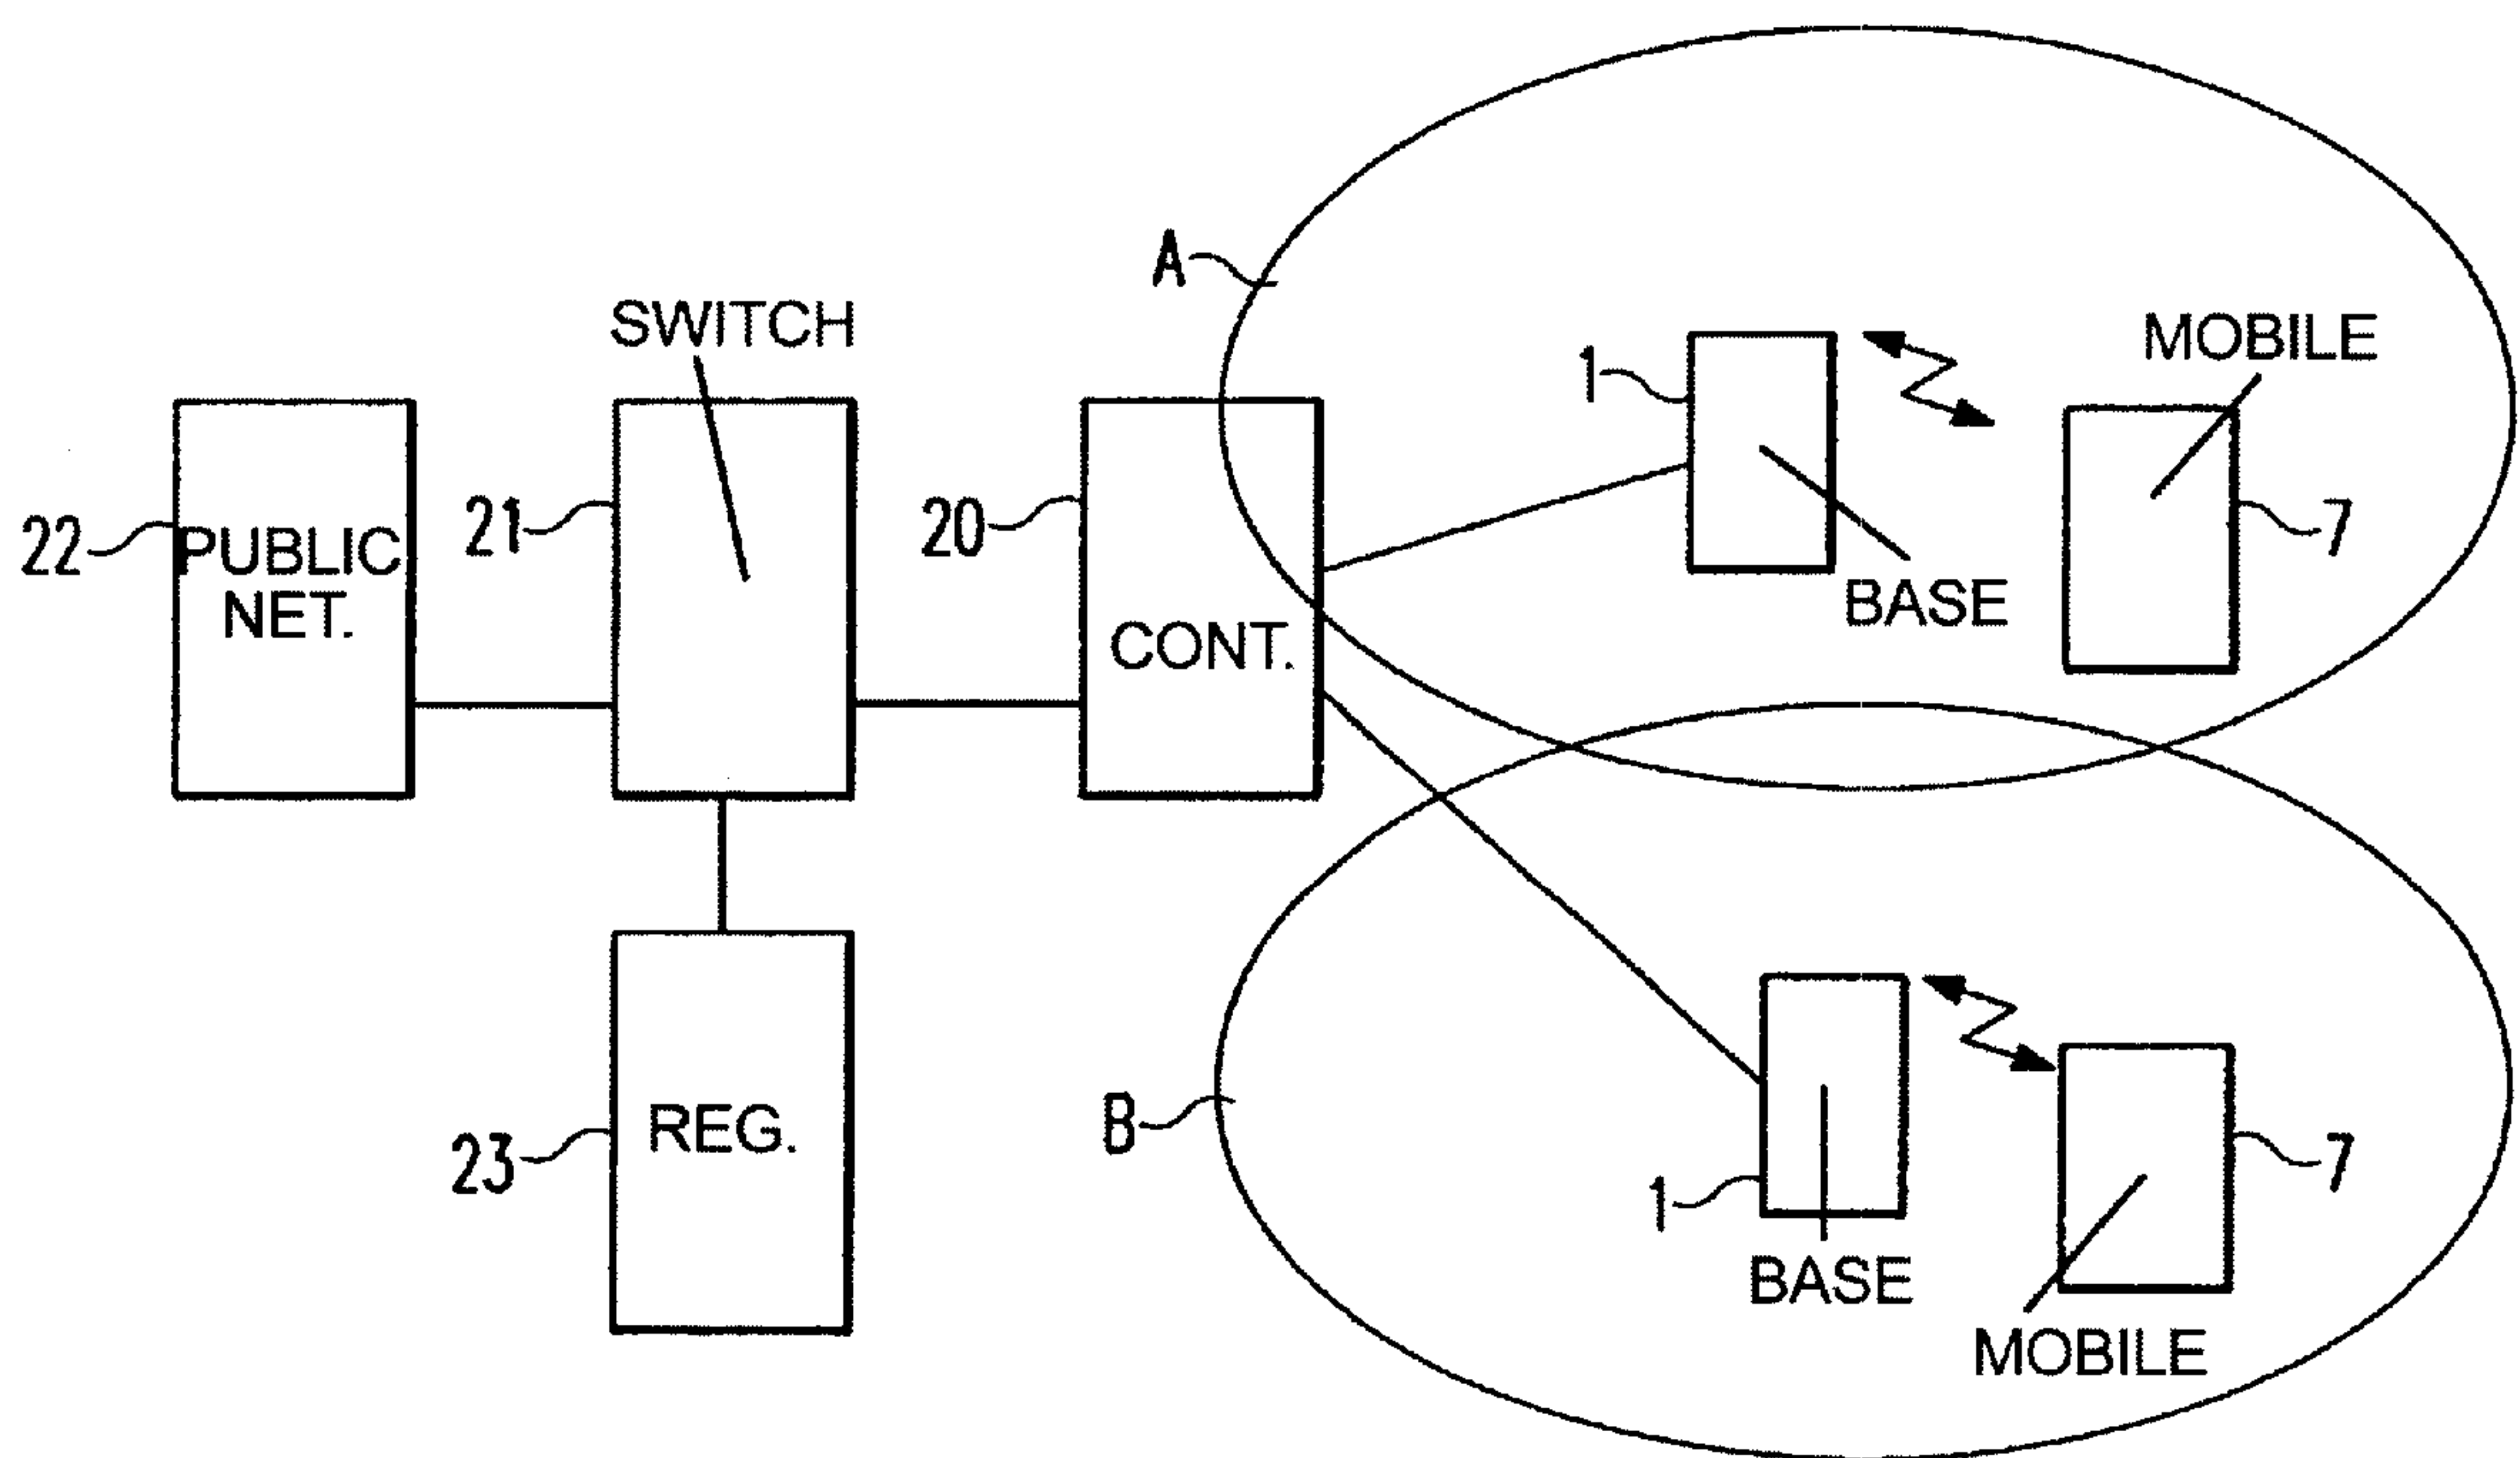 A
SWITCH
MOBILE
1
22
PUBLIC
NET.
21
20
7
BASE
CONT.
B
REG.
23
1
7
BASE
MOBILE